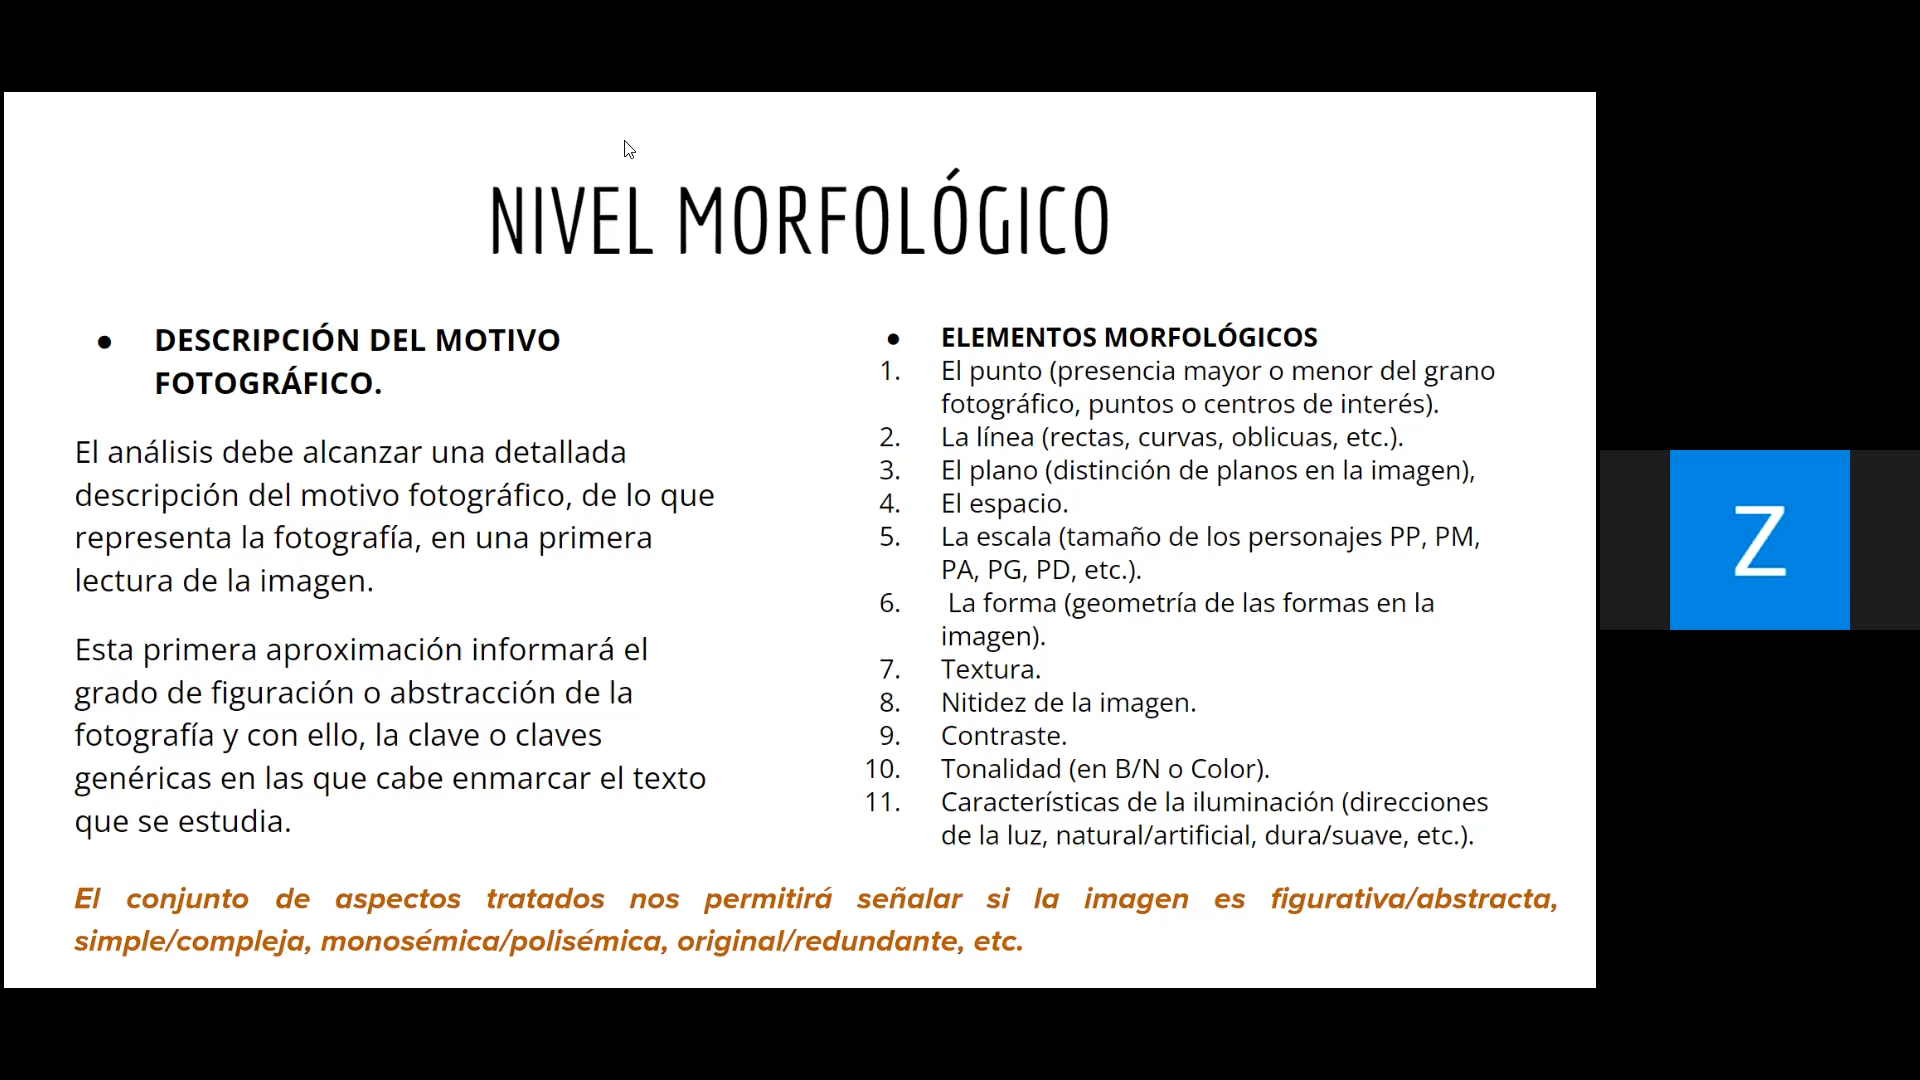 NIVEL MORFOLÓGICO
● DESCRIPCIÓN DEL MOTIVO
FOTOGRÁFICO.
El análisis debe alcanzar una detallada
descripción del motivo fotográfico, de lo que
representa la fotografía, en una primera
lectura de la imagen.
Esta primera aproximación informará el
grado de figuración o abstracción de la
fotografía y con ello, la clave o claves
genéricas en las que cabe enmarcar el texto
que se estudia.
● ELEMENTOS MORFOLÓGICOS
1. El punto (presencia mayor o menor del grano
fotográfico, puntos o centros de interés).
2. La línea (rectas, curvas, oblicuas, etc.).
3. El plano (distinción de planos en la imagen),
4. El espacio.
5. La escala (tamaño de los personajes PP, PM,
PA, PG, PD, etc.).
6. La forma (geometría de las formas en la
imagen).
7. Textura.
8. Nitidez de la imagen.
9. Contraste.
10. Tonalidad (en B/N o Color).
11. Características de la iluminación (direcciones
de la luz, natural/artificial, dura/suave, etc.).
El conjunto de aspectos tratados nos permitirá señalar si la imagen es figurativa/abstracta,
simple/compleja, monosémica/polisémica, original/redundante, etc.
Z